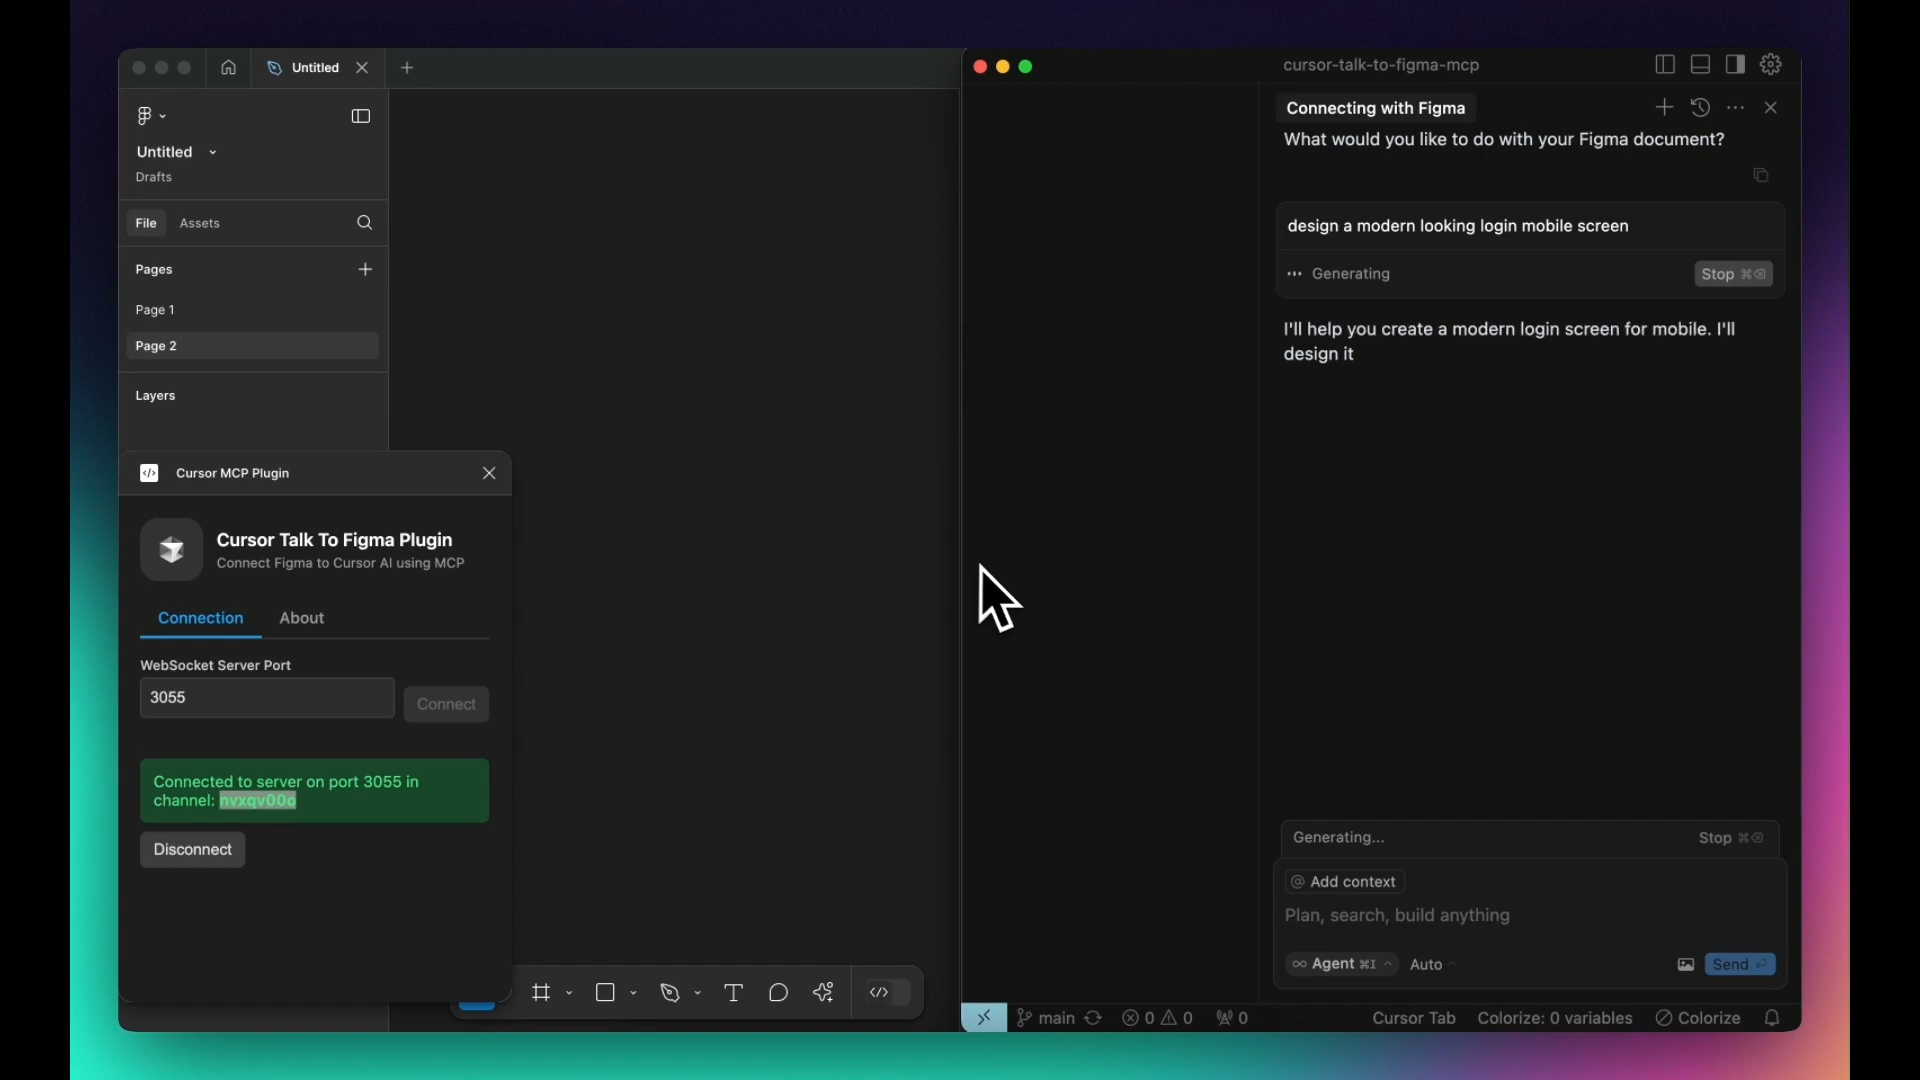 Untitled
Untitled
Drafts
File Assets
Pages
Page 1
Page 2
Layers
Cursor MCP Plugin
Cursor Talk To Figma Plugin
Connect Figma to Cursor AI using MCP
Connection About
WebSocket Server Port
3055
Connect
Connected to server on port 3055 in
channel: nvxqv00o
Disconnect
cursor-talk-to-figma-mcp
Connecting with Figma
What would you like to do with your Figma document?
design a modern looking login mobile screen
Generating
Stop ⌘⌫
I'll help you create a modern login screen for mobile. I'll
design it
Generating...
Stop ⌘⌫
@ Add context
Plan, search, build anything
∞ Agent ⌘I Auto
Send ⏎
main 0 0 0 Cursor Tab Colorize: 0 variables Colorize